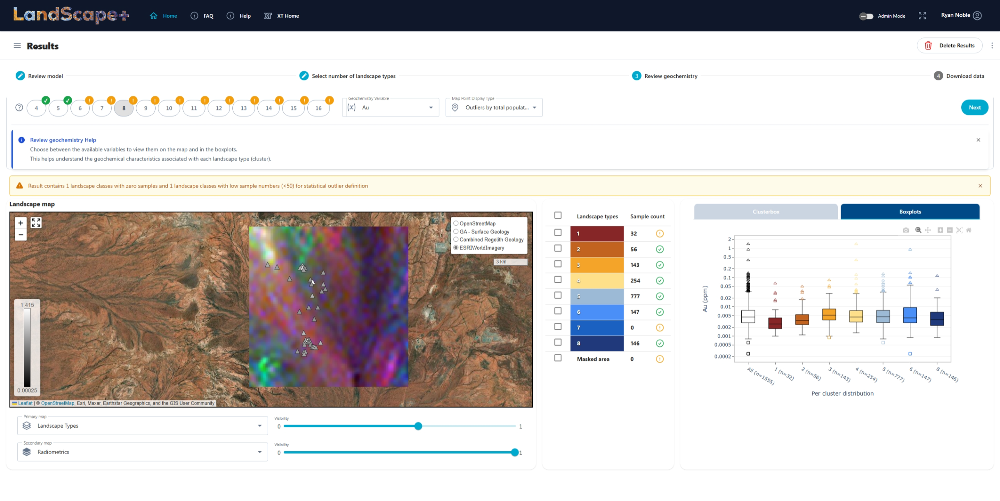 LandScape+
Home
FAQ
Help
XT Home
Admin Mode
Ryan Noble
Results
Delete Results
Review model
Select number of landscape types
3 Review geochemistry
4 Download data
4 5 6 7 8 9 10 11 12 13 14 15 16
Geochemistry Variable
(x) Au
Map Point Display Type
Outliers by total populat...
Next
Review geochemistry Help
Choose between the available variables to view them on the map and in the boxplots.
This helps understand the geochemical characteristics associated with each landscape type (cluster).
Result contains 1 landscape classes with zero samples and 1 landscape classes with low sample numbers (<50) for statistical outlier definition
Landscape map
+
−
OpenStreetMap
GA - Surface Geology
Combined Regolith Geology
ESRIWorldImagery
3 km
1.415
0.00025
Leaflet | © OpenStreetMap, Esri, Maxar, Earthstar Geographics, and the GIS User Community
Primary map
Landscape Types
Visibility
0 1
Secondary map
Radiometrics
Visibility
0 1
Landscape types Sample count
1 32
2 56
3 143
4 254
5 777
6 147
7 0
8 146
Masked area 0
Clusterbox
Boxplots
Au (ppm)
2
1
0.5
0.2
0.1
0.05
0.02
0.01
0.005
0.002
0.001
0.0005
0.0002
All (n=1555)
1 (n=32)
2 (n=56)
3 (n=143)
4 (n=254)
5 (n=777)
6 (n=147)
8 (n=146)
Per cluster distribution